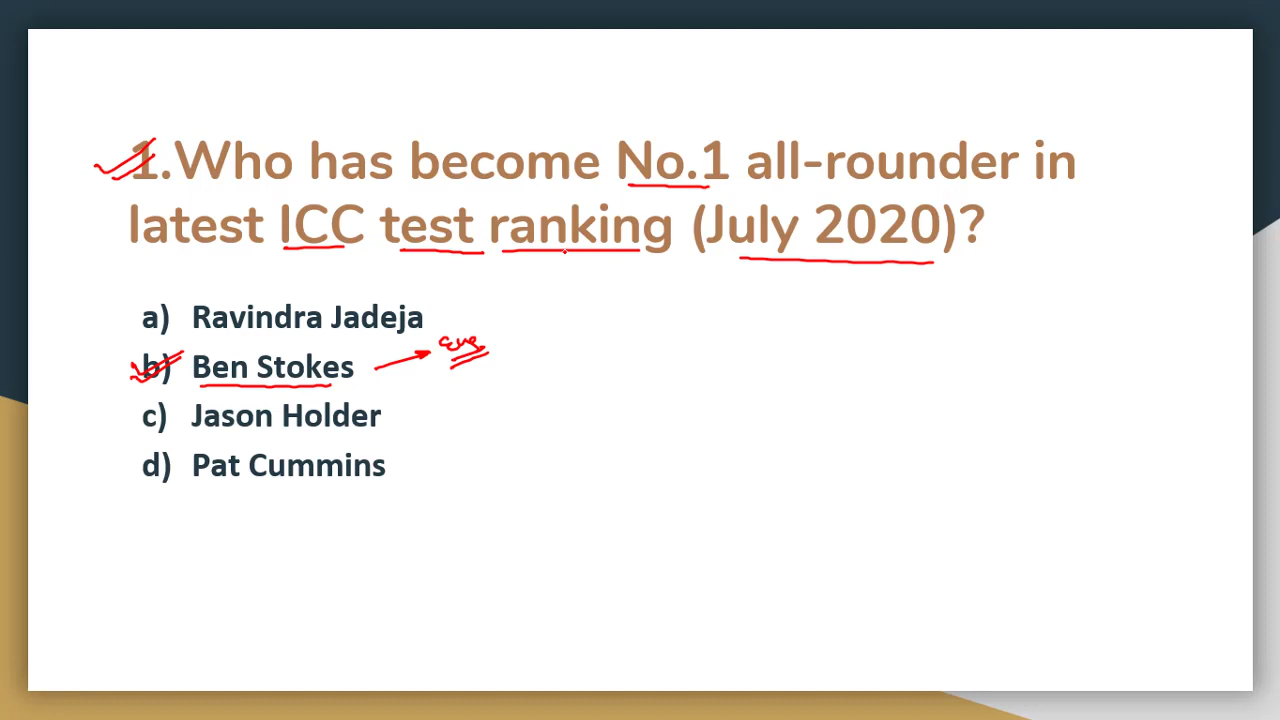 1.Who has become No.1 all-rounder in
latest ICC test ranking (July 2020)?
a) Ravindra Jadeja
b) Ben Stokes
c) Jason Holder
d) Pat Cummins